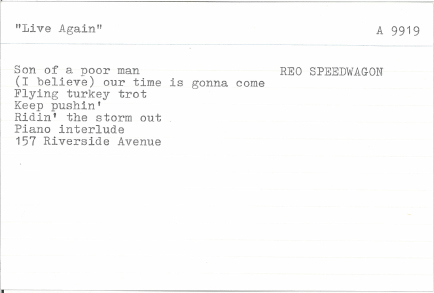 "Live Again" A 9919
Son of a poor man REO SPEEDWAGON
(I believe) our time is gonna come
Flying turkey trot
Keep pushin'
Ridin' the storm out
Piano interlude
157 Riverside Avenue